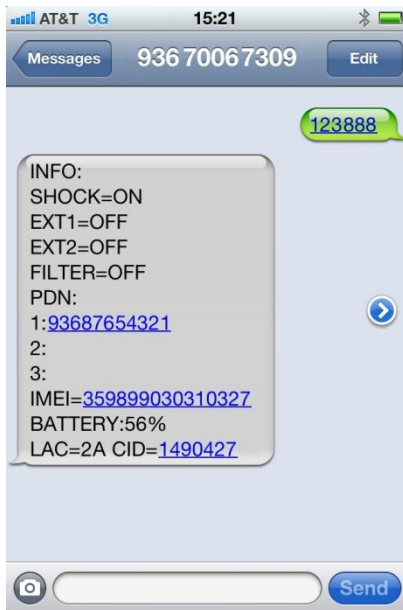 AT&T 3G 15:21
Messages 93670067309 Edit
123888
INFO:
SHOCK=ON
EXT1=OFF
EXT2=OFF
FILTER=OFF
PDN:
1:93687654321
2:
3:
IMEI=359899030310327
BATTERY:56%
LAC=2A CID=1490427
Send